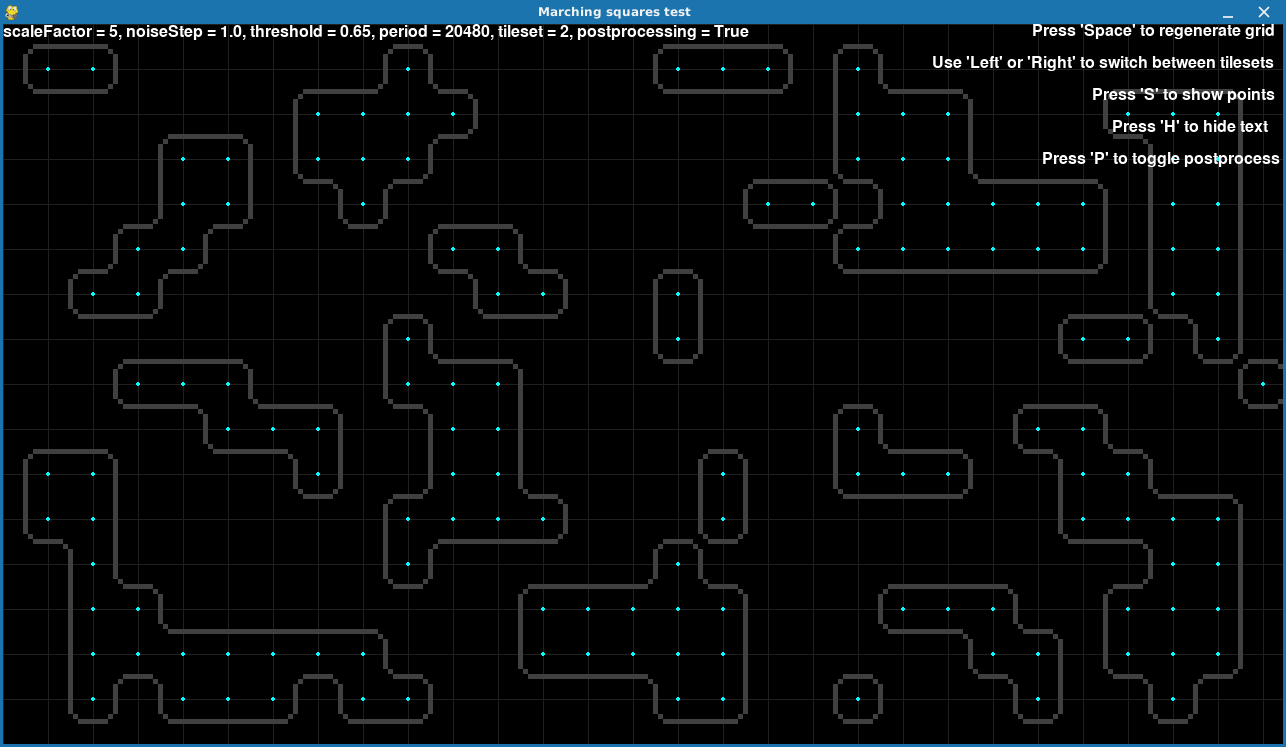 Marching squares test
scaleFactor = 5, noiseStep = 1.0, threshold = 0.65, period = 20480, tileset = 2, postprocessing = True
Press 'Space' to regenerate grid
Use 'Left' or 'Right' to switch between tilesets
Press 'S' to show points
Press 'H' to hide text
Press 'P' to toggle postprocess